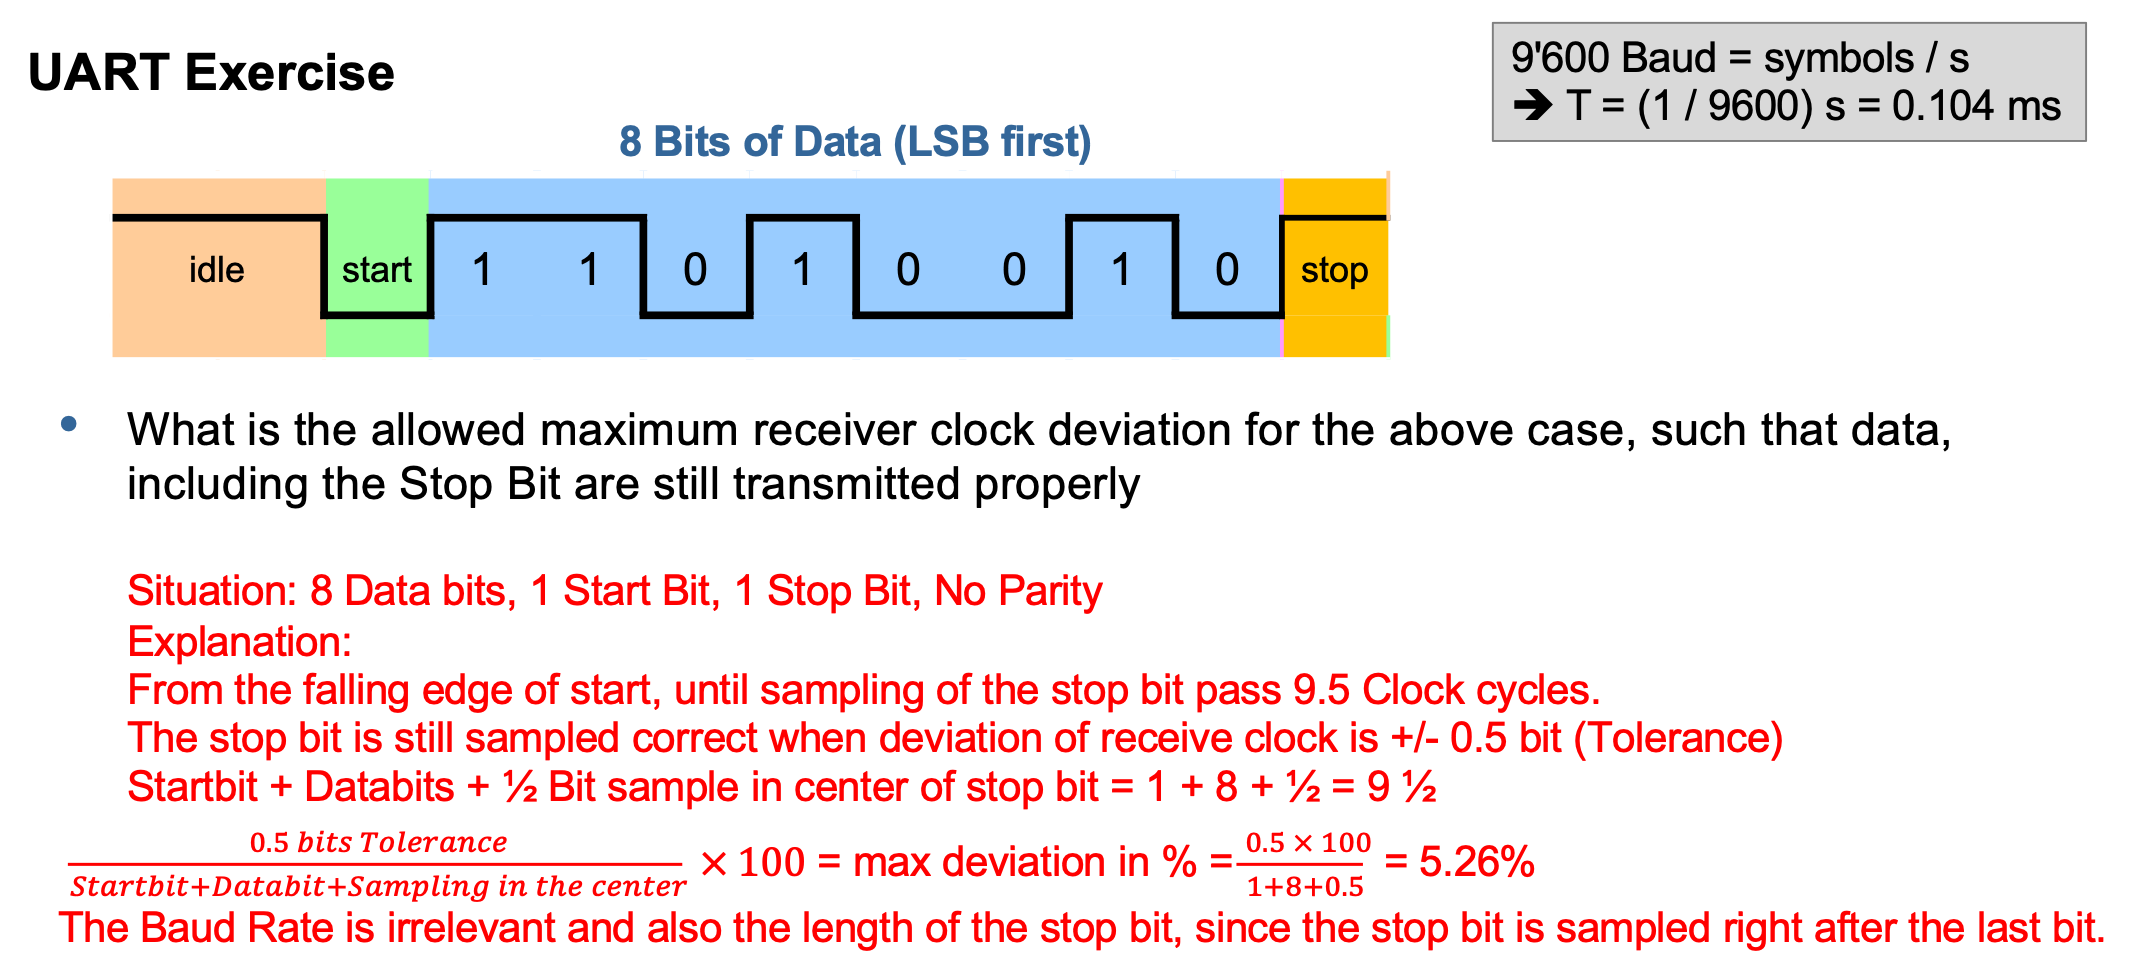 UART Exercise
9'600 Baud = symbols / s
➔ T = (1 / 9600) s = 0.104 ms
8 Bits of Data (LSB first)
idle start 1 1 0 1 0 0 1 0 stop
• What is the allowed maximum receiver clock deviation for the above case, such that data,
including the Stop Bit are still transmitted properly
Situation: 8 Data bits, 1 Start Bit, 1 Stop Bit, No Parity
Explanation:
From the falling edge of start, until sampling of the stop bit pass 9.5 Clock cycles.
The stop bit is still sampled correct when deviation of receive clock is +/- 0.5 bit (Tolerance)
Startbit + Databits + ½ Bit sample in center of stop bit = 1 + 8 + ½ = 9 ½
0.5 bits Tolerance
Startbit+Databit+Sampling in the center
× 100 = max deviation in % =
0.5 × 100
1+8+0.5
= 5.26%
The Baud Rate is irrelevant and also the length of the stop bit, since the stop bit is sampled right after the last bit.